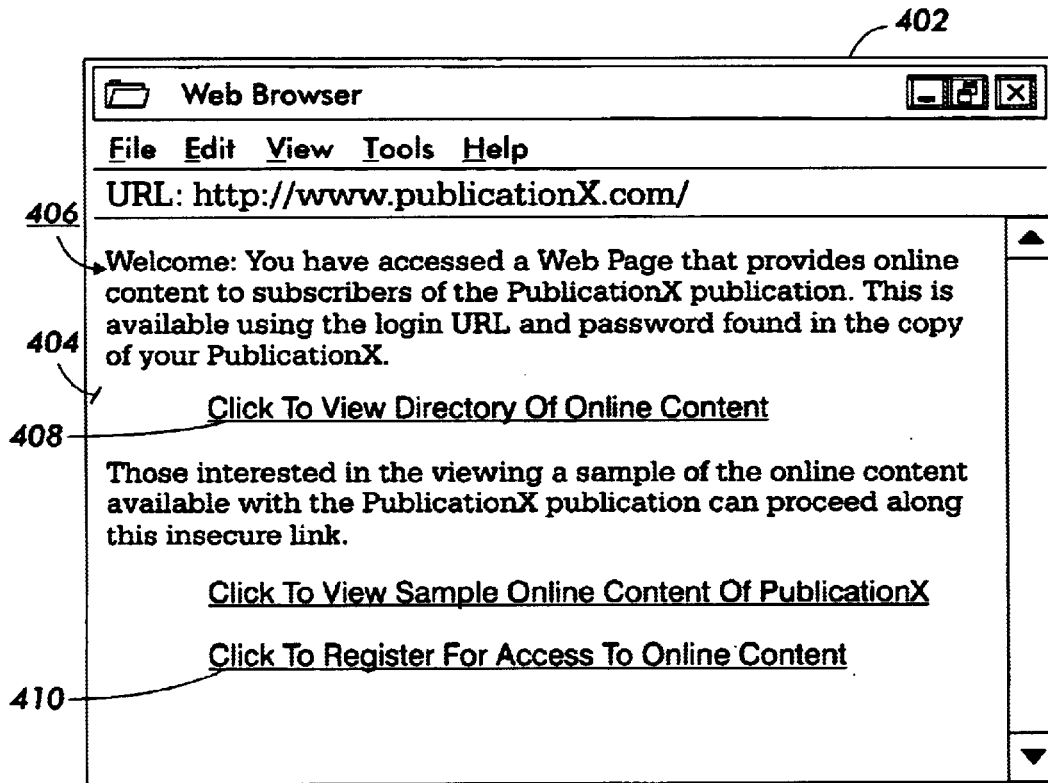 402
Web Browser
File Edit View Tools Help
URL: http://www.publicationX.com/
406
Welcome: You have accessed a Web Page that provides online
content to subscribers of the PublicationX publication. This is
available using the login URL and password found in the copy
of your PublicationX.
404
Click To View Directory Of Online Content
408
Those interested in the viewing a sample of the online content
available with the PublicationX publication can proceed along
this insecure link.
Click To View Sample Online Content Of PublicationX
Click To Register For Access To Online Content
410